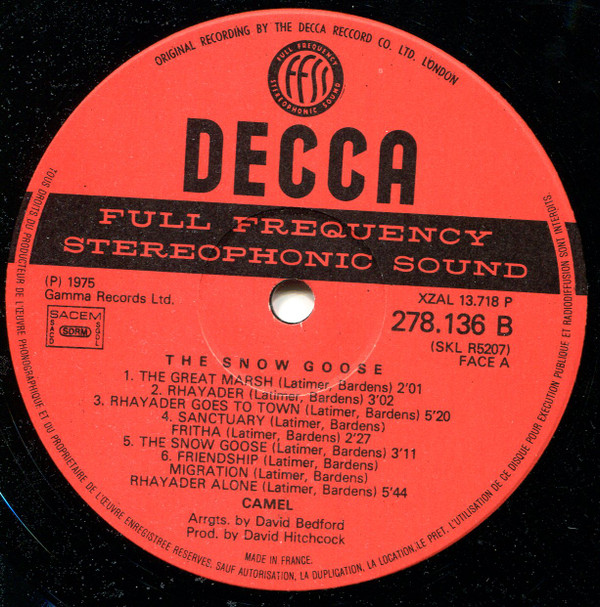 ORIGINAL RECORDING BY THE DECCA RECCORD CO. LTD. LONDON
FULL FREQUENCY
ffss
STEREOPHONIC SOUND
DECCA
FULL FREQUENCY
STEREOPHONIC SOUND
(P) 1975
Gamma Records Ltd.
XZAL 13.718 P
278.136 B
(SKL R5207)
FACE A
SACEM
SACD
SDRM
SGDL
THE SNOW GOOSE
1. THE GREAT MARSH (Latimer, Bardens) 2'01
2. RHAYADER (Latimer, Bardens) 3'02
3. RHAYADER GOES TO TOWN (Latimer, Bardens) 5'20
4. SANCTUARY (Latimer, Bardens)
FRITHA (Latimer, Bardens) 2'27
5. THE SNOW GOOSE (Latimer, Bardens) 3'11
6. FRIENDSHIP (Latimer, Bardens)
MIGRATION (Latimer, Bardens)
RHAYADER ALONE (Latimer, Bardens) 5'44
CAMEL
Arrgts. by David Bedford
Prod. by David Hitchcock
MADE IN FRANCE.
TOUS DROITS DU PRODUCTEUR DE L'ŒUVRE PHONOGRAPHIQUE ET DU PROPRIETAIRE DE L'ŒUVRE ENREGISTREE RESERVES, SAUF AUTORISATION, LA DUPLICATION, LA LOCATION, LE PRET, L'UTILISATION DE CE DISQUE POUR EXECUTION PUBLIQUE ET RADIODIFFUSION SONT INTERDITS.